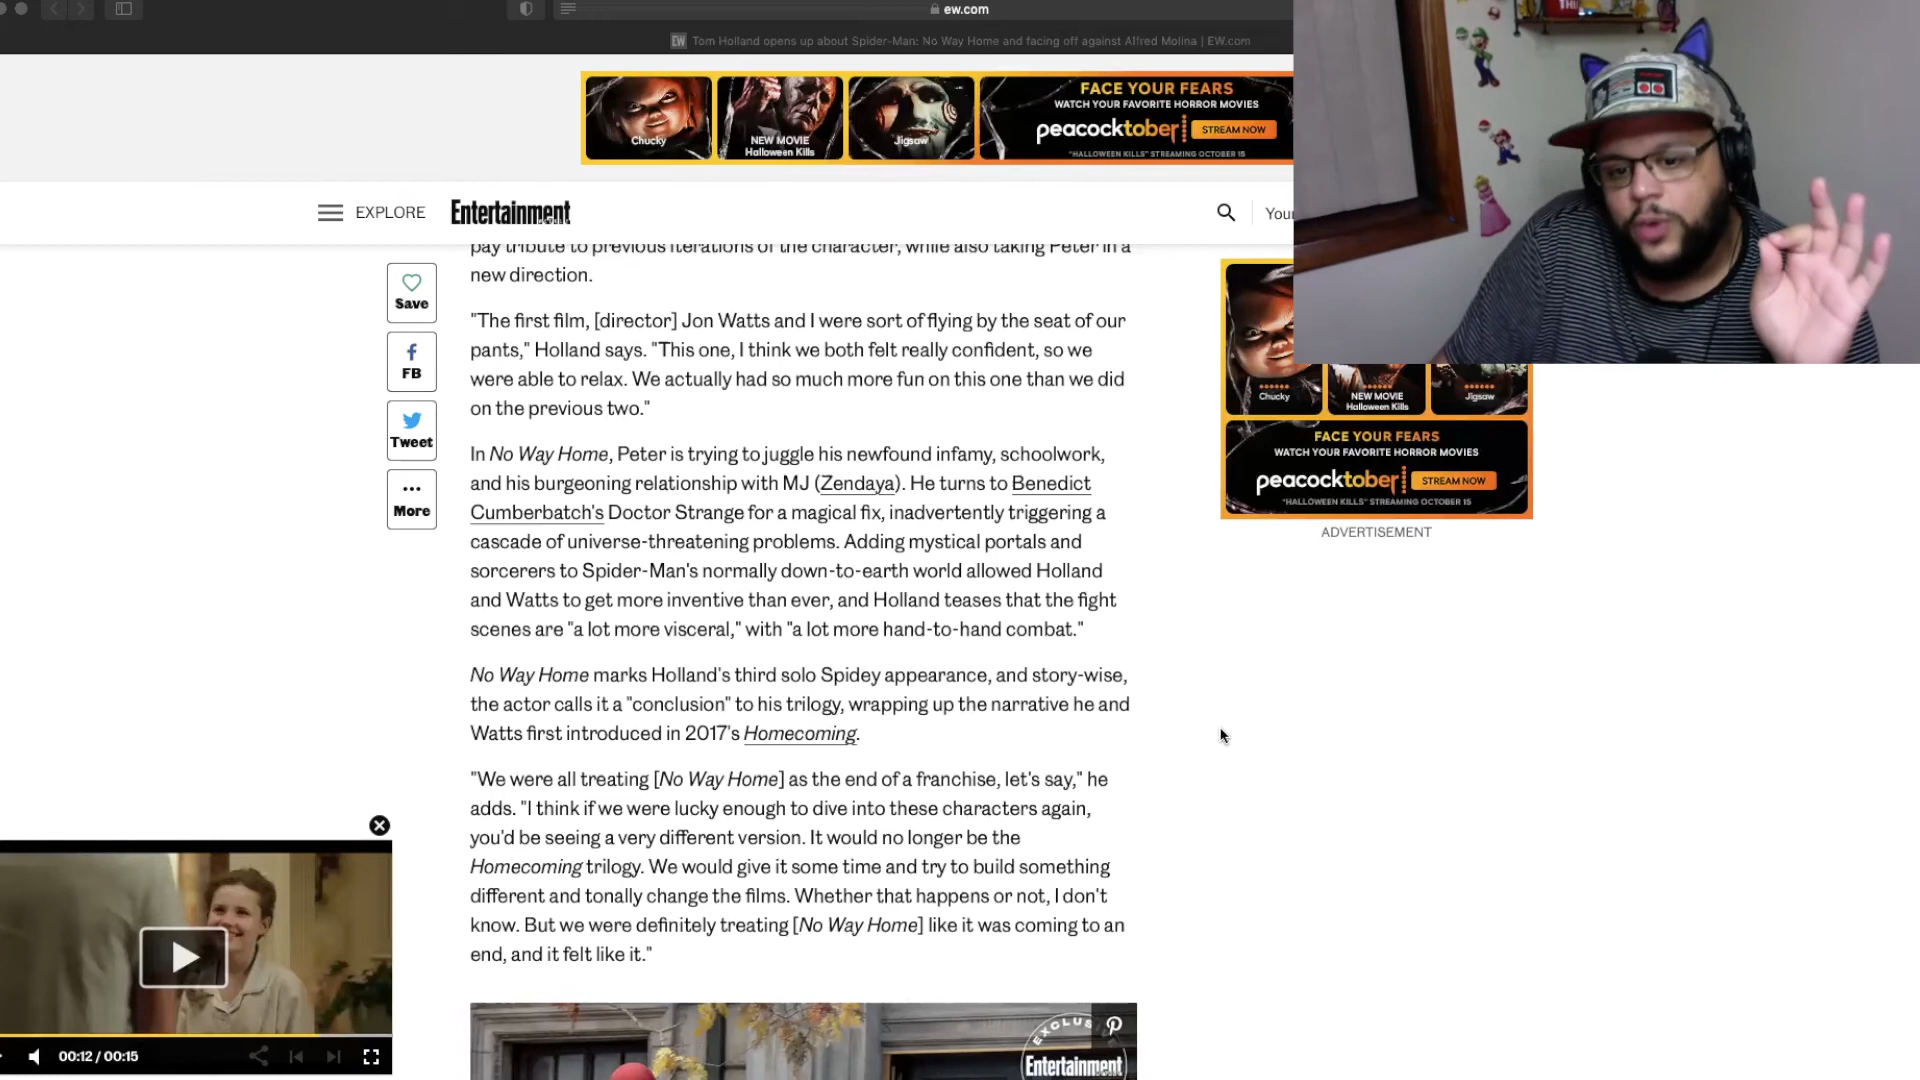 ew.com
EW Tom Holland opens up about Spider-Man: No Way Home and facing off against Alfred Molina | EW.com
Chucky
NEW MOVIE
Halloween Kills
Jigsaw
FACE YOUR FEARS
WATCH YOUR FAVORITE HORROR MOVIES
peacocktober
STREAM NOW
"HALLOWEEN KILLS" STREAMING OCTOBER 15
EXPLORE
Entertainment
Your
pay tribute to previous iterations of the character, while also taking Peter in a
new direction.
Save
FB
Tweet
More
"The first film, [director] Jon Watts and I were sort of flying by the seat of our
pants," Holland says. "This one, I think we both felt really confident, so we
were able to relax. We actually had so much more fun on this one than we did
on the previous two."
In No Way Home, Peter is trying to juggle his newfound infamy, schoolwork,
and his burgeoning relationship with MJ (Zendaya). He turns to Benedict
Cumberbatch's Doctor Strange for a magical fix, inadvertently triggering a
cascade of universe-threatening problems. Adding mystical portals and
sorcerers to Spider-Man's normally down-to-earth world allowed Holland
and Watts to get more inventive than ever, and Holland teases that the fight
scenes are "a lot more visceral," with "a lot more hand-to-hand combat."
No Way Home marks Holland's third solo Spidey appearance, and story-wise,
the actor calls it a "conclusion" to his trilogy, wrapping up the narrative he and
Watts first introduced in 2017's Homecoming.
"We were all treating [No Way Home] as the end of a franchise, let's say," he
adds. "I think if we were lucky enough to dive into these characters again,
you'd be seeing a very different version. It would no longer be the
Homecoming trilogy. We would give it some time and try to build something
different and tonally change the films. Whether that happens or not, I don't
know. But we were definitely treating [No Way Home] like it was coming to an
end, and it felt like it."
Chucky
NEW MOVIE
Halloween Kills
Jigsaw
FACE YOUR FEARS
WATCH YOUR FAVORITE HORROR MOVIES
peacocktober
STREAM NOW
"HALLOWEEN KILLS" STREAMING OCTOBER 15
ADVERTISEMENT
00:12 / 00:15
EXCLUS
Entertainment